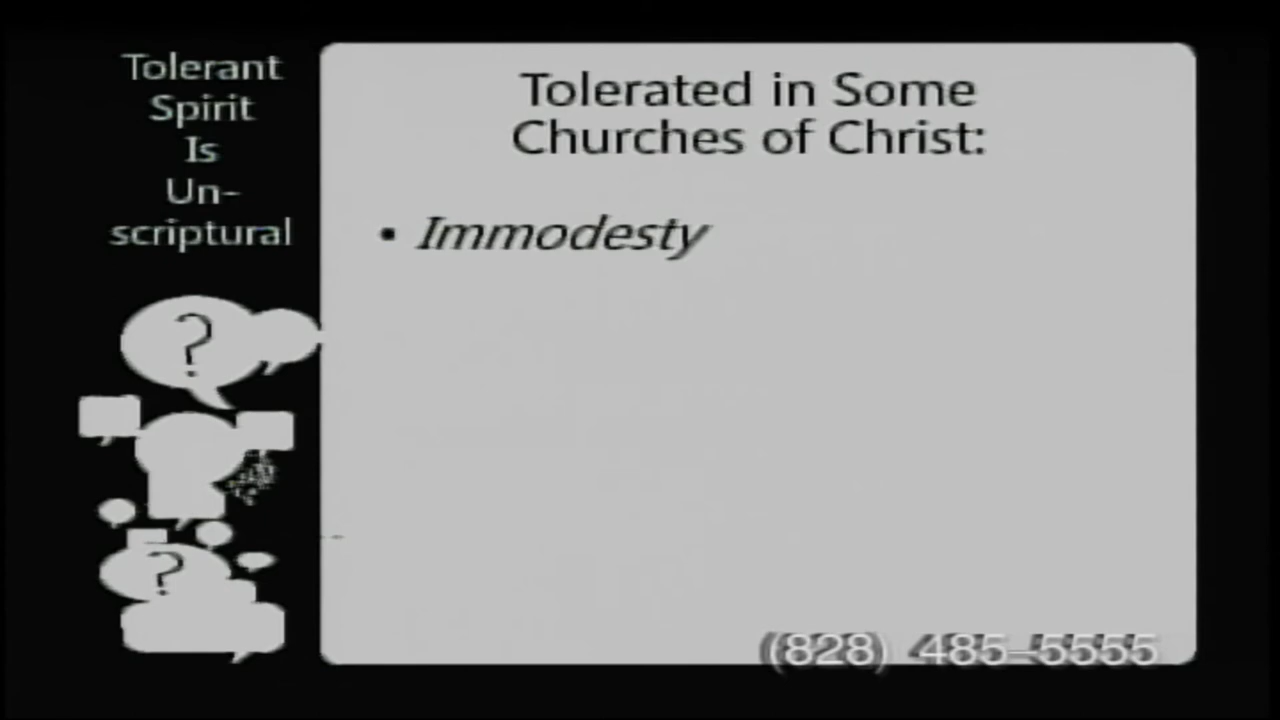 Tolerant
Spirit
Is
Un-
scriptural
?
?
Tolerated in Some
Churches of Christ:
• Immodesty
(828) 485-5555